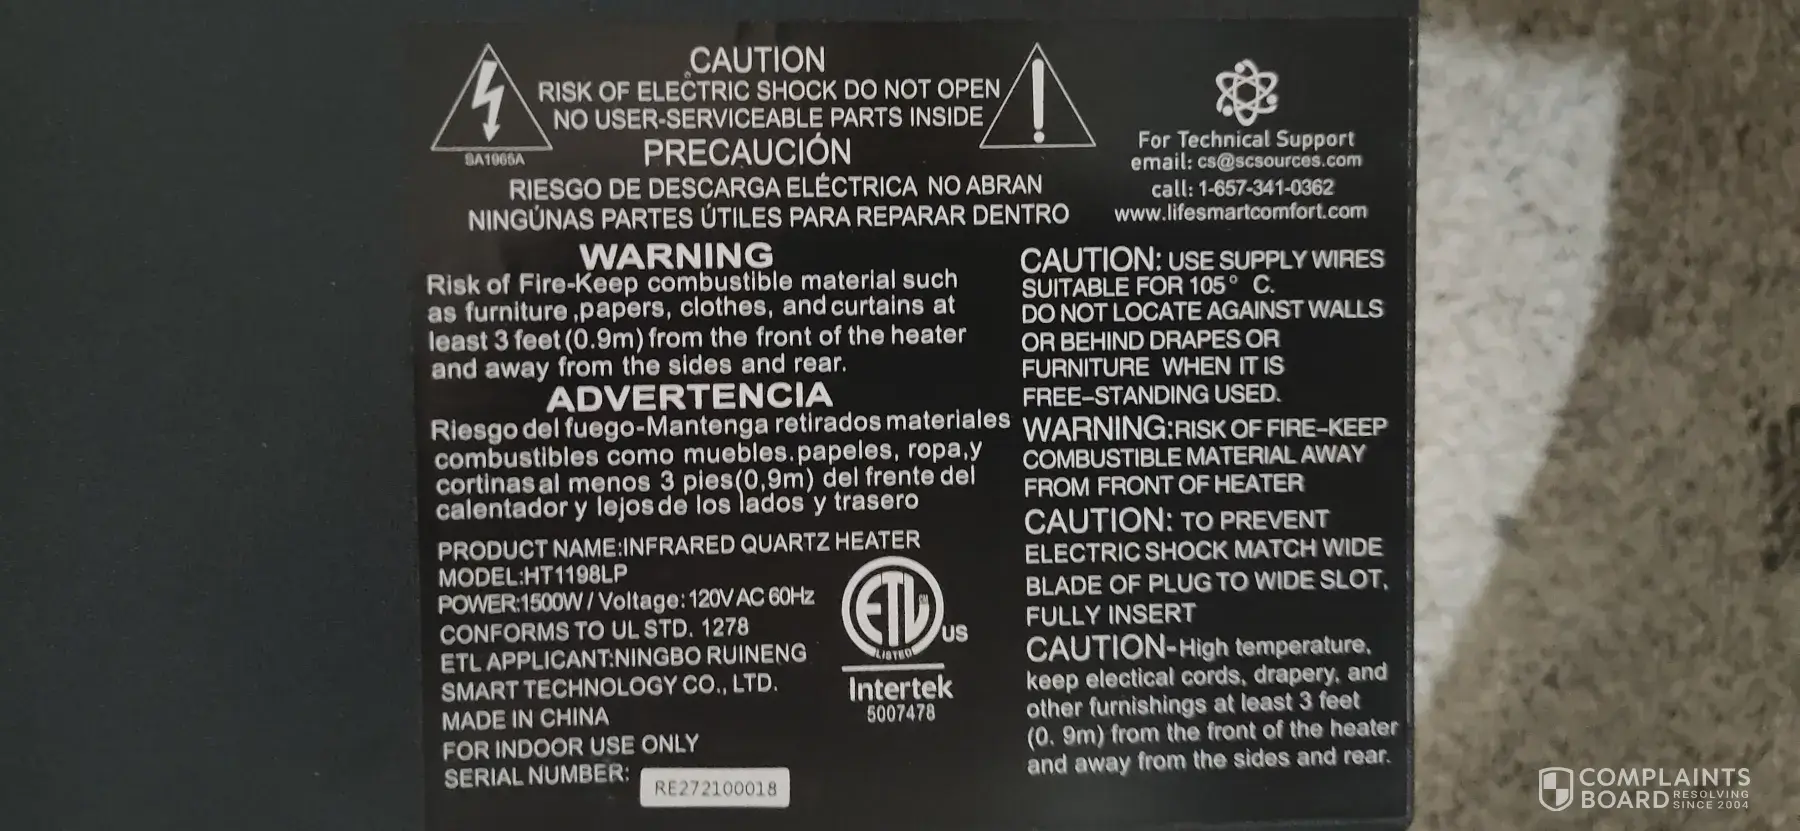 CAUTION
RISK OF ELECTRIC SHOCK DO NOT OPEN
NO USER-SERVICEABLE PARTS INSIDE
SA1965A
PRECAUCIÓN
RIESGO DE DESCARGA ELÉCTRICA NO ABRAN
NINGÚNAS PARTES ÚTILES PARA REPARAR DENTRO
For Technical Support
email: cs@scsources.com
call: 1-657-341-0362
www.lifesmartcomfort.com
WARNING
Risk of Fire-Keep combustible material such
as furniture ,papers, clothes, and curtains at
least 3 feet (0.9m) from the front of the heater
and away from the sides and rear.
ADVERTENCIA
Riesgo del fuego-Mantenga retirados materiales
combustibles como muebles. papeles, ropa,y
cortinas al menos 3 pies(0,9m) del frente del
calentador y lejos de los lados y trasero
PRODUCT NAME:INFRARED QUARTZ HEATER
MODEL:HT1198LP
POWER:1500W / Voltage: 120V AC 60Hz
CONFORMS TO UL STD. 1278
ETL APPLICANT:NINGBO RUINENG
SMART TECHNOLOGY CO., LTD.
MADE IN CHINA
FOR INDOOR USE ONLY
SERIAL NUMBER:
RE272100018
ETL
LISTED
US
Intertek
5007478
CAUTION: USE SUPPLY WIRES
SUITABLE FOR 105° C.
DO NOT LOCATE AGAINST WALLS
OR BEHIND DRAPES OR
FURNITURE WHEN IT IS
FREE-STANDING USED.
WARNING:RISK OF FIRE-KEEP
COMBUSTIBLE MATERIAL AWAY
FROM FRONT OF HEATER
CAUTION: TO PREVENT
ELECTRIC SHOCK MATCH WIDE
BLADE OF PLUG TO WIDE SLOT,
FULLY INSERT
CAUTION-High temperature,
keep electical cords, drapery, and
other furnishings at least 3 feet
(0. 9m) from the front of the heater
and away from the sides and rear.
COMPLAINTS
BOARD RESOLVING
SINCE 2004